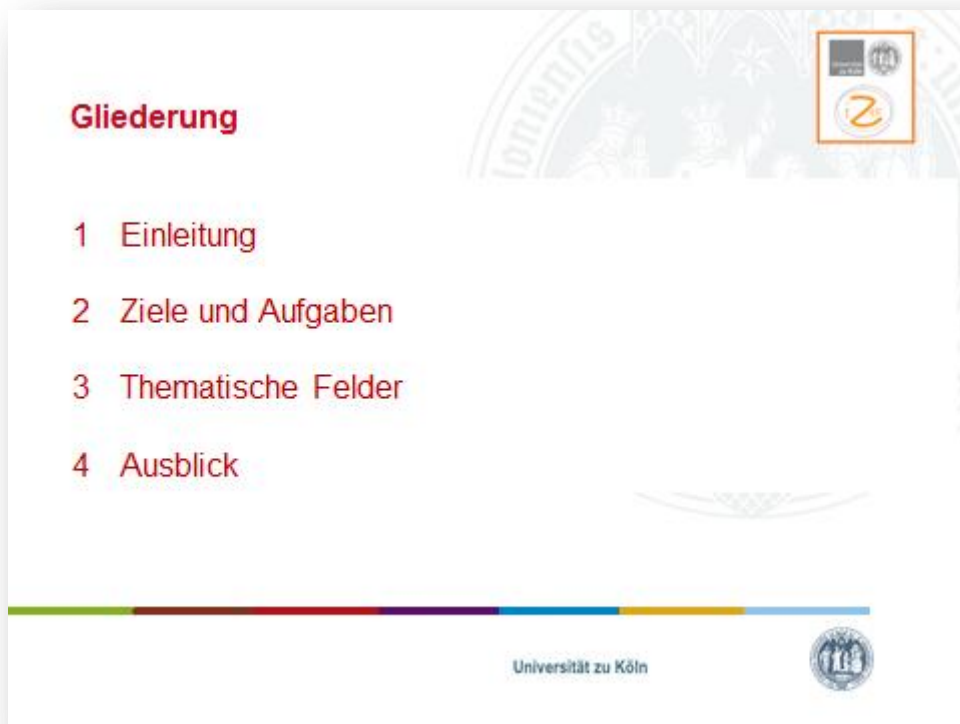 Gliederung
1 Einleitung
2 Ziele und Aufgaben
3 Thematische Felder
4 Ausblick
Universität zu Köln